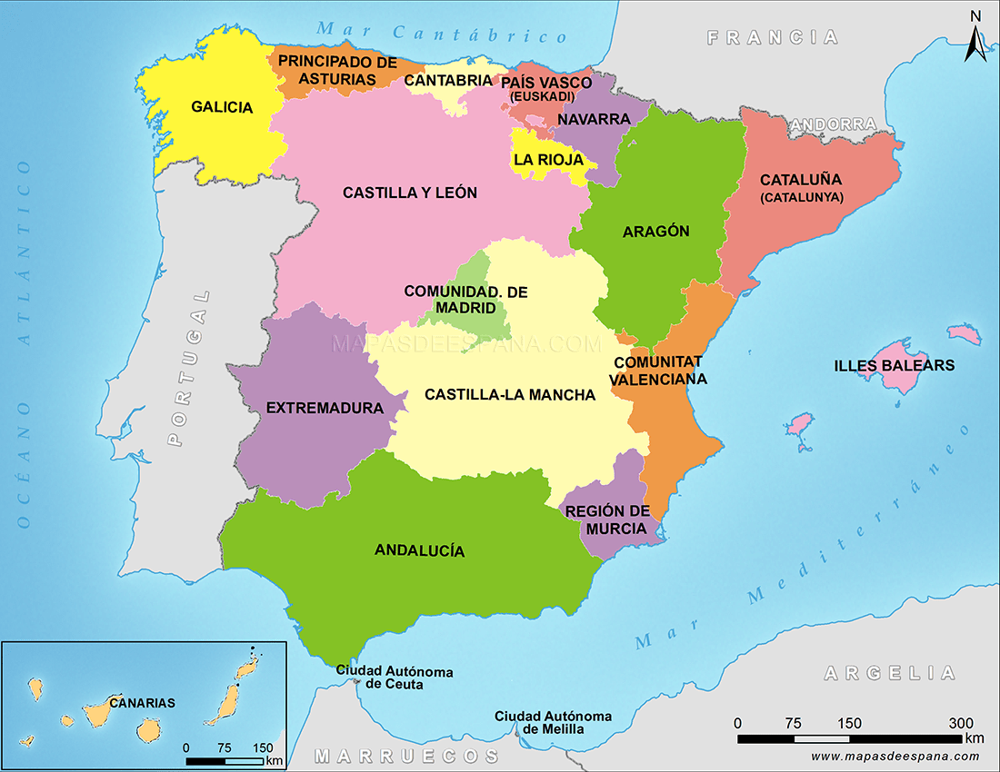 Mar Cantábrico
N
FRANCIA
PRINCIPADO DE
ASTURIAS
CANTABRIA
PAÍS VASCO
(EUSKADI)
GALICIA
NAVARRA
ANDORRA
LA RIOJA
CATALUÑA
(CATALUNYA)
CASTILLA Y LEÓN
ARAGÓN
OCÉANO ATLÁNTICO
PORTUGAL
COMUNIDAD. DE
MADRID
MAPASDEESPANA.COM
COMUNITAT
VALENCIANA
ILLES BALEARS
CASTILLA-LA MANCHA
EXTREMADURA
REGIÓN DE
MURCIA
ANDALUCÍA
Mar Mediterráneo
Ciudad Autónoma
de Ceuta
ARGELIA
CANARIAS
Ciudad Autónoma
de Melilla
0 75 150 300
km
0 75 150
km
MARRUECOS
www.mapasdeespana.com